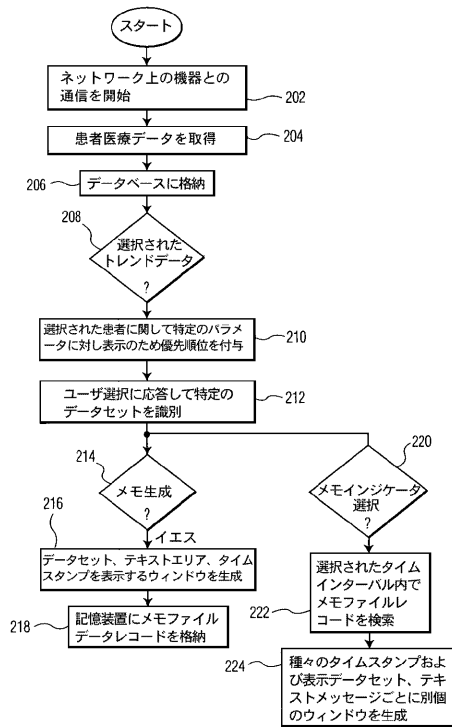 スタート
ネットワーク上の機器との
通信を開始
202
患者医療データを取得
204
データベースに格納
206
208
選択された
トレンドデータ
?
選択された患者に関して特定のパラメ
ータに対し表示のため優先順位を付与
210
ユーザ選択に応答して特定の
データセットを識別
212
214
メモ生成
?
イエス
216
データセット、テキストエリア、タイム
スタンプを表示するウィンドウを生成
218
記憶装置にメモファイル
データレコードを格納
220
メモインジケータ
選択
?
222
選択されたタイム
インターバル内で
メモファイルレ
コードを検索
224
種々のタイムスタンプおよ
び表示データセット、テキ
ストメッセージごとに別個
のウィンドウを生成